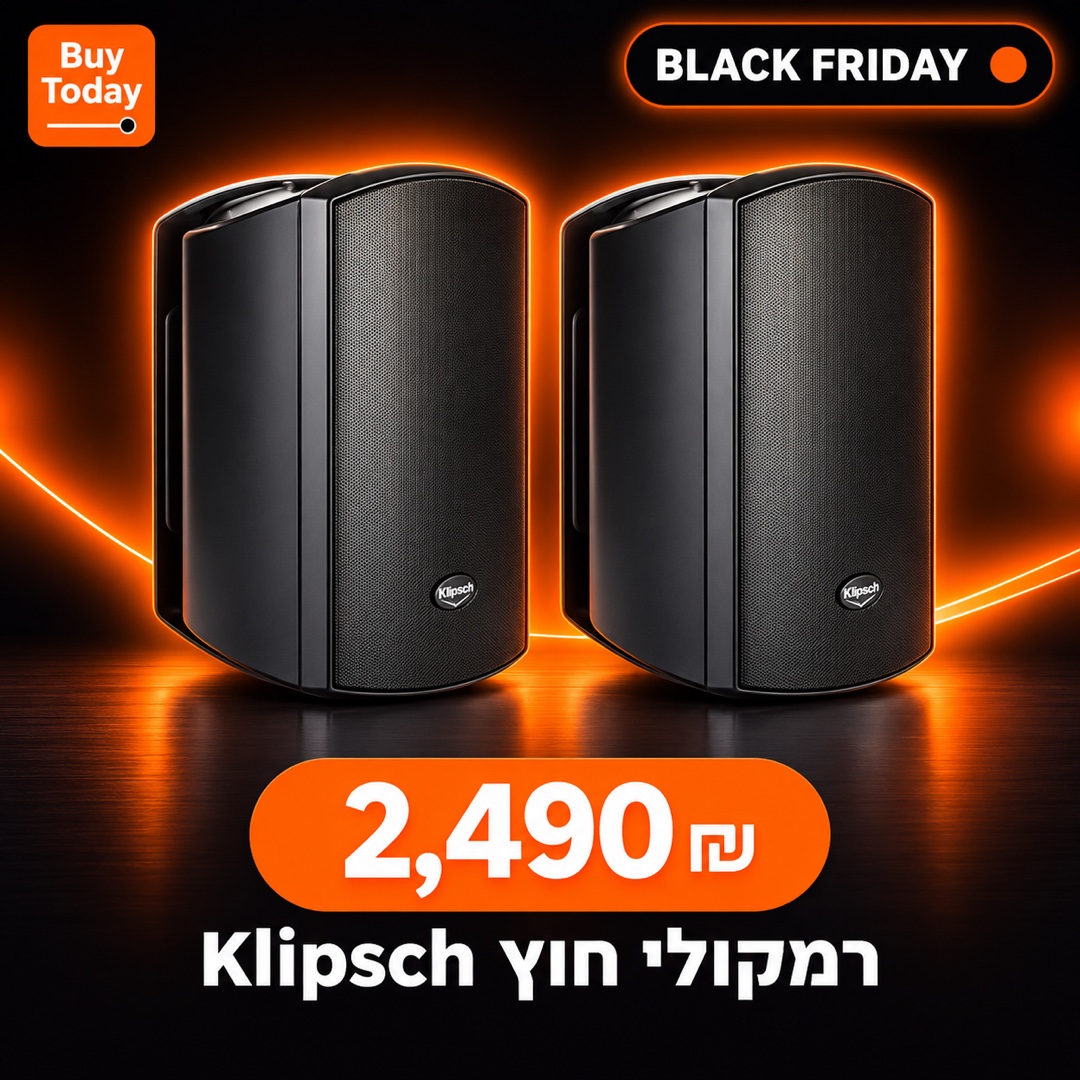 Buy
Today
BLACK FRIDAY
Klipsch
Klipsch
2,490 ₪
רמקולי חוץ Klipsch